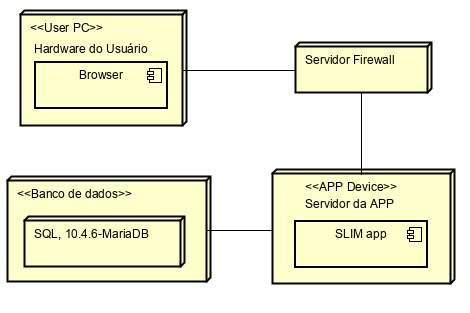 <<User PC>>
Hardware do Usuário
Browser
Servidor Firewall
<<Banco de dados>>
SQL, 10.4.6-MariaDB
<<APP Device>>
Servidor da APP
SLIM app